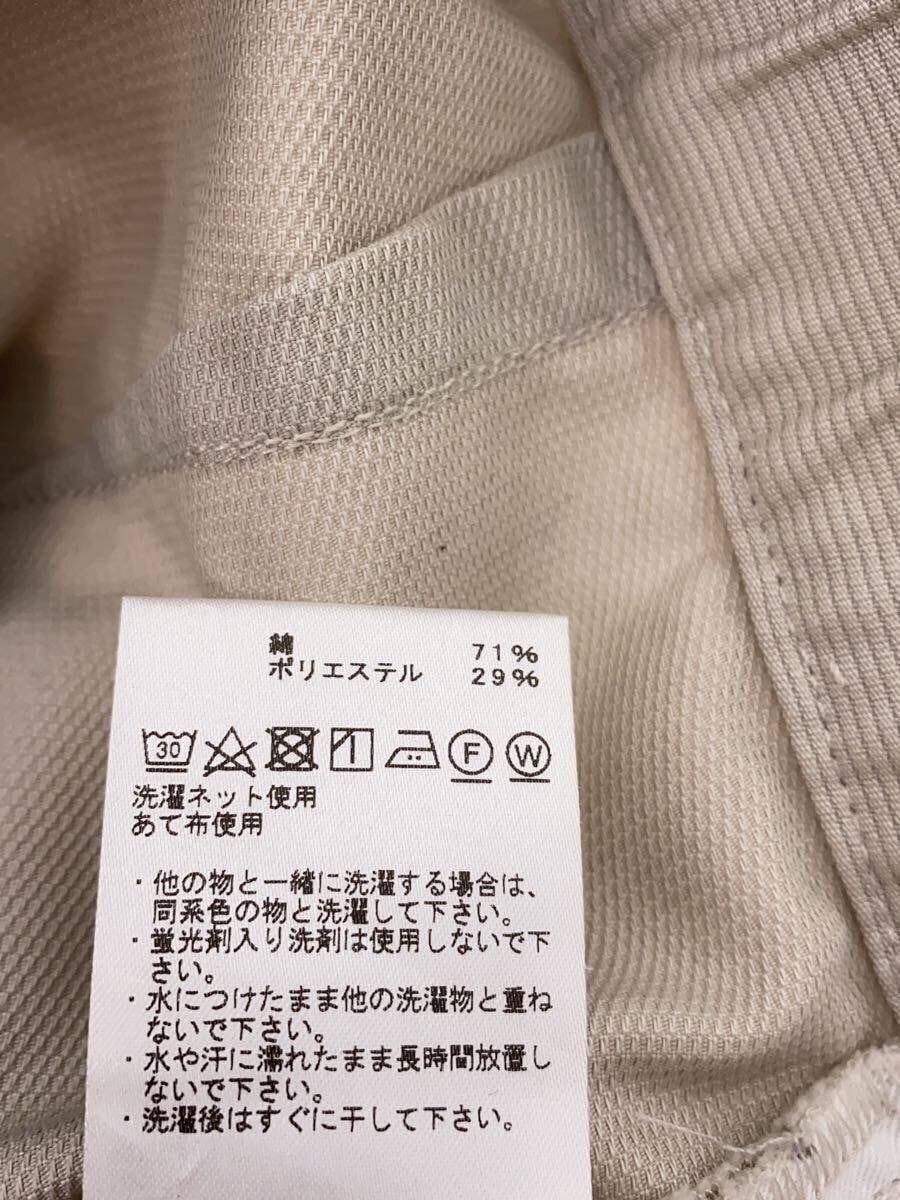 綿 71%
ポリエステル 29%
30 F W
洗濯ネット使用
あて布使用
・他の物と一緒に洗濯する場合は、
同系色の物と洗濯して下さい。
・蛍光剤入り洗剤は使用しないで下
さい。
・水につけたまま他の洗濯物と重ね
ないで下さい。
・水や汗に濡れたまま長時間放置し
ないで下さい。
・洗濯後はすぐに干して下さい。